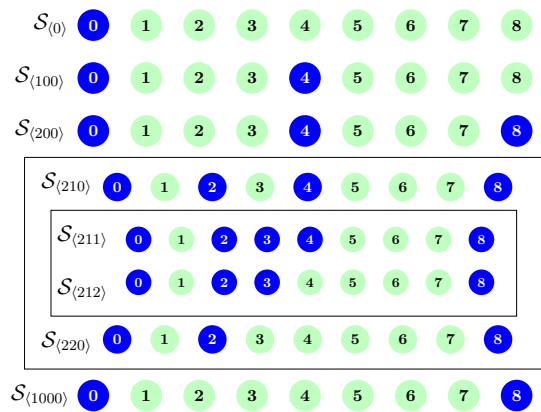 S⟨0⟩ 0 1 2 3 4 5 6 7 8
S⟨100⟩ 0 1 2 3 4 5 6 7 8
S⟨200⟩ 0 1 2 3 4 5 6 7 8
S⟨210⟩ 0 1 2 3 4 5 6 7 8
S⟨211⟩ 0 1 2 3 4 5 6 7 8
S⟨212⟩ 0 1 2 3 4 5 6 7 8
S⟨220⟩ 0 1 2 3 4 5 6 7 8
S⟨1000⟩ 0 1 2 3 4 5 6 7 8